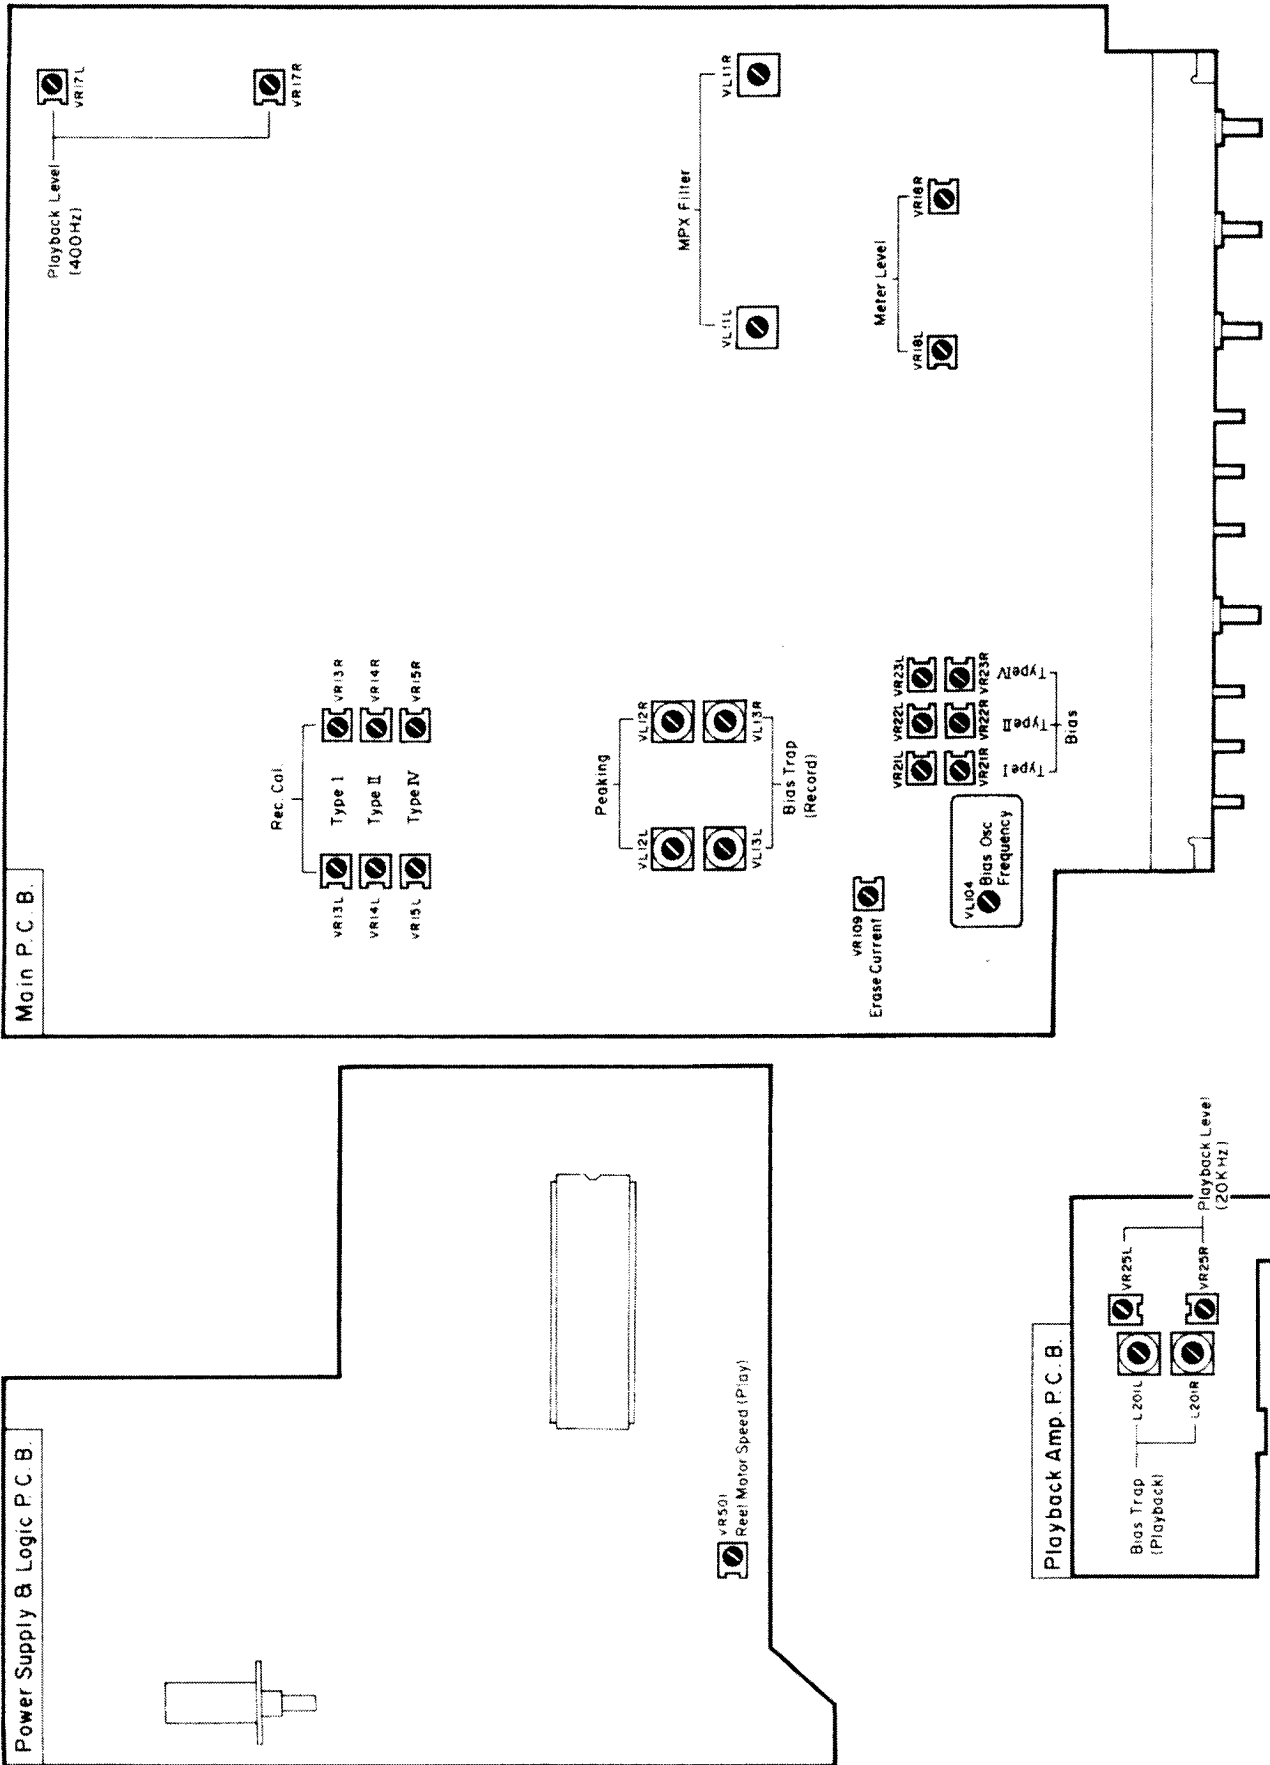 Main P. C. B.
Playback Level
(400Hz)
VR17L
VR17R
Rec. Cal.
VR13L
Type I
VR13R
VR14L
Type II
VR14R
VR15L
Type IV
VR15R
Peaking
VL12L
VL12R
VL13L
VL13R
Bias Trap
(Record)
MPX Filter
VL11L
VL11R
Meter Level
VR18L
VR18R
VR109
Erase Current
VL104
Bias Osc
Frequency
VR21L
VR22L
VR23L
VR21R
VR22R
VR23R
Type I
Type II
Type IV
Bias
Power Supply & Logic P. C. B.
VR501
Reel Motor Speed (Play)
Playback Amp. P. C. B.
Bias Trap
(Playback)
L201L
L201R
VR25L
VR25R
Playback Level
(20KHz)